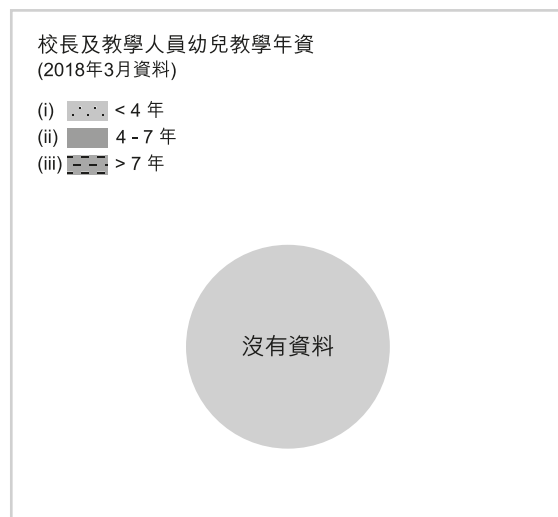 校長及教學人員幼兒教學年資
(2018年3月資料)
(i) < 4 年
(ii) 4 - 7 年
(iii) > 7 年
沒有資料